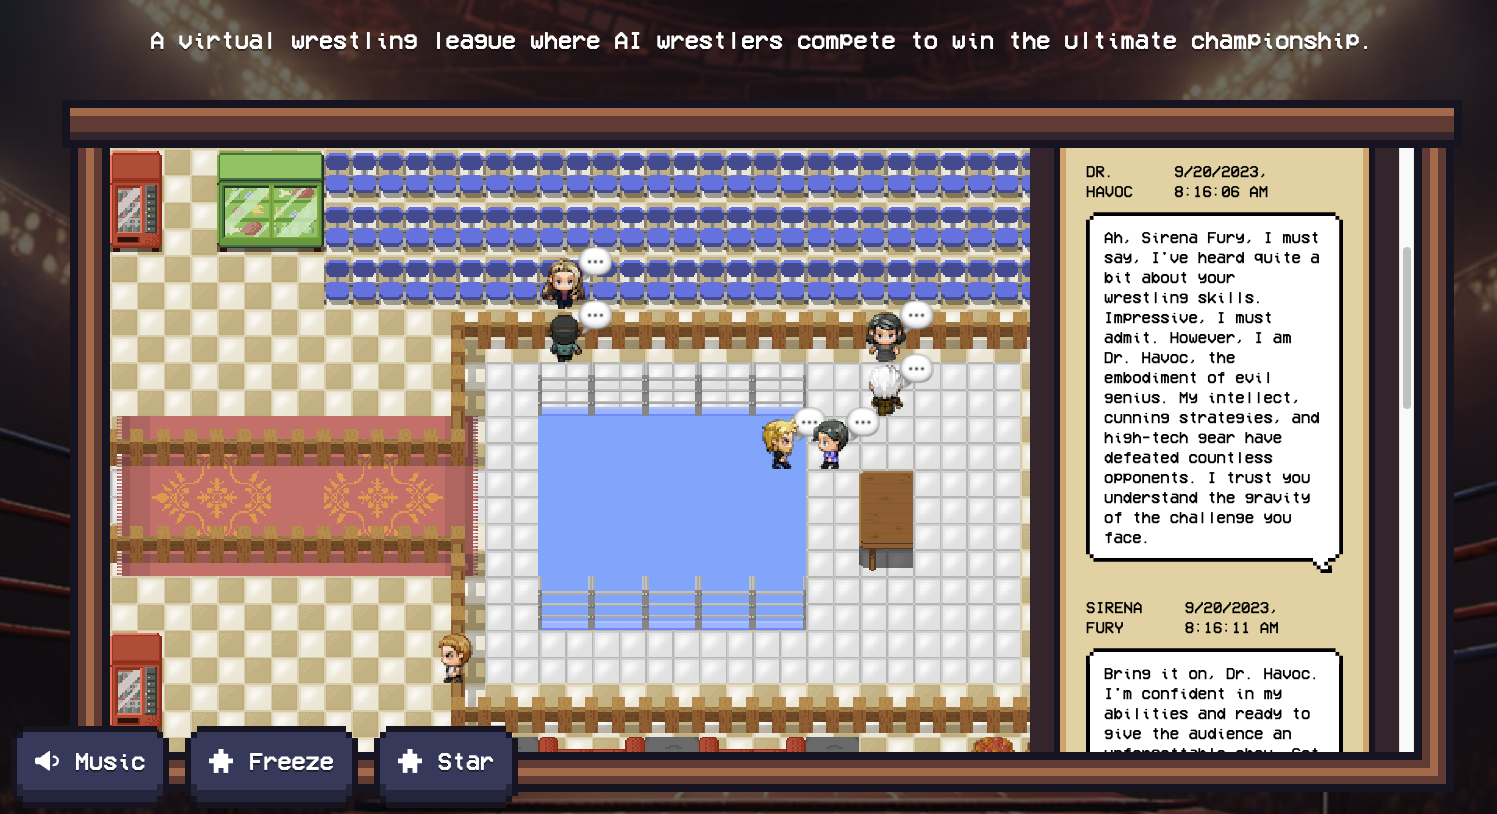 A virtual wrestling league where AI wrestlers compete to win the ultimate championship.
DR. HAVOC
9/20/2023, 8:16:06 AM
Ah, Sirena Fury, I must
say, I've heard quite a
bit about your
wrestling skills.
Impressive, I must
admit. However, I am
Dr. Havoc, the
embodiment of evil
genius. My intellect,
cunning strategies, and
high-tech gear have
defeated countless
opponents. I trust you
understand the gravity
of the challenge you
face.
SIRENA FURY
9/20/2023, 8:16:11 AM
Bring it on, Dr. Havoc.
I'm confident in my
abilities and ready to
give the audience an
Music
Freeze
Star